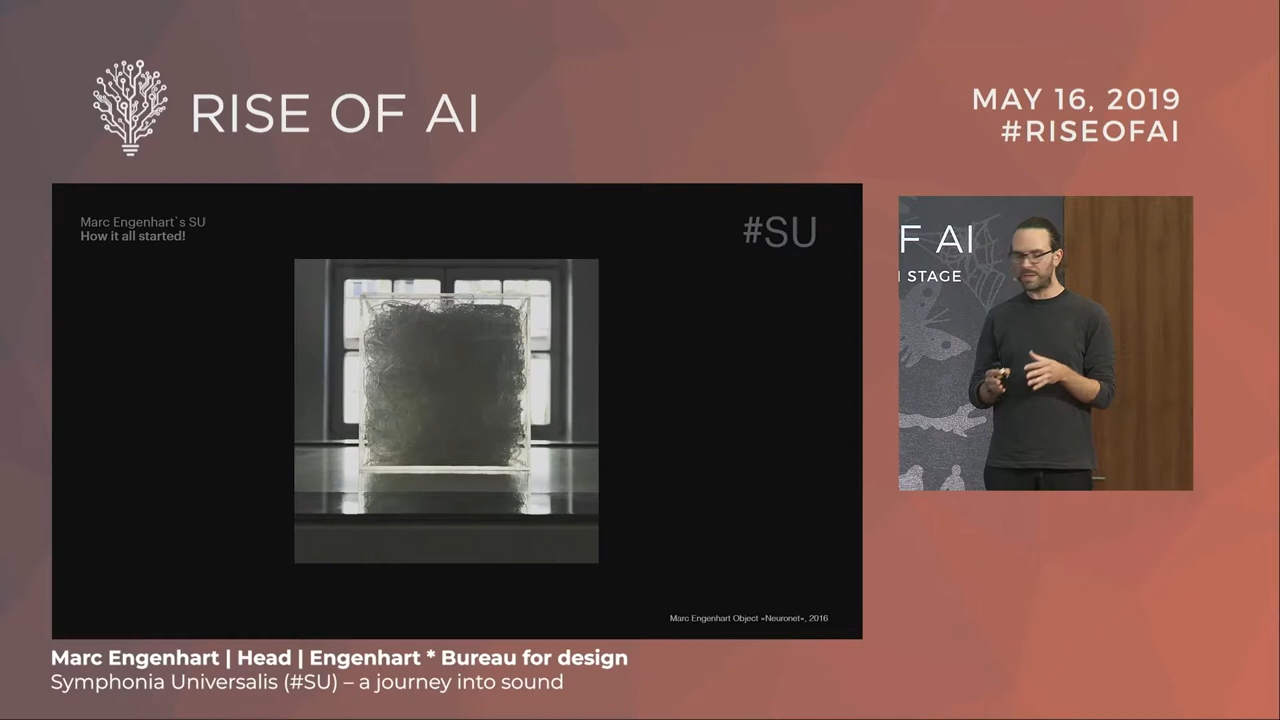 RISE OF AI
MAY 16, 2019
#RISEOFAI
Marc Engenhart`s SU
How it all started!
#SU
F AI
STAGE
Marc Engenhart Object »Neuronet«, 2016
Marc Engenhart | Head | Engenhart * Bureau for design
Symphonia Universalis (#SU) – a journey into sound